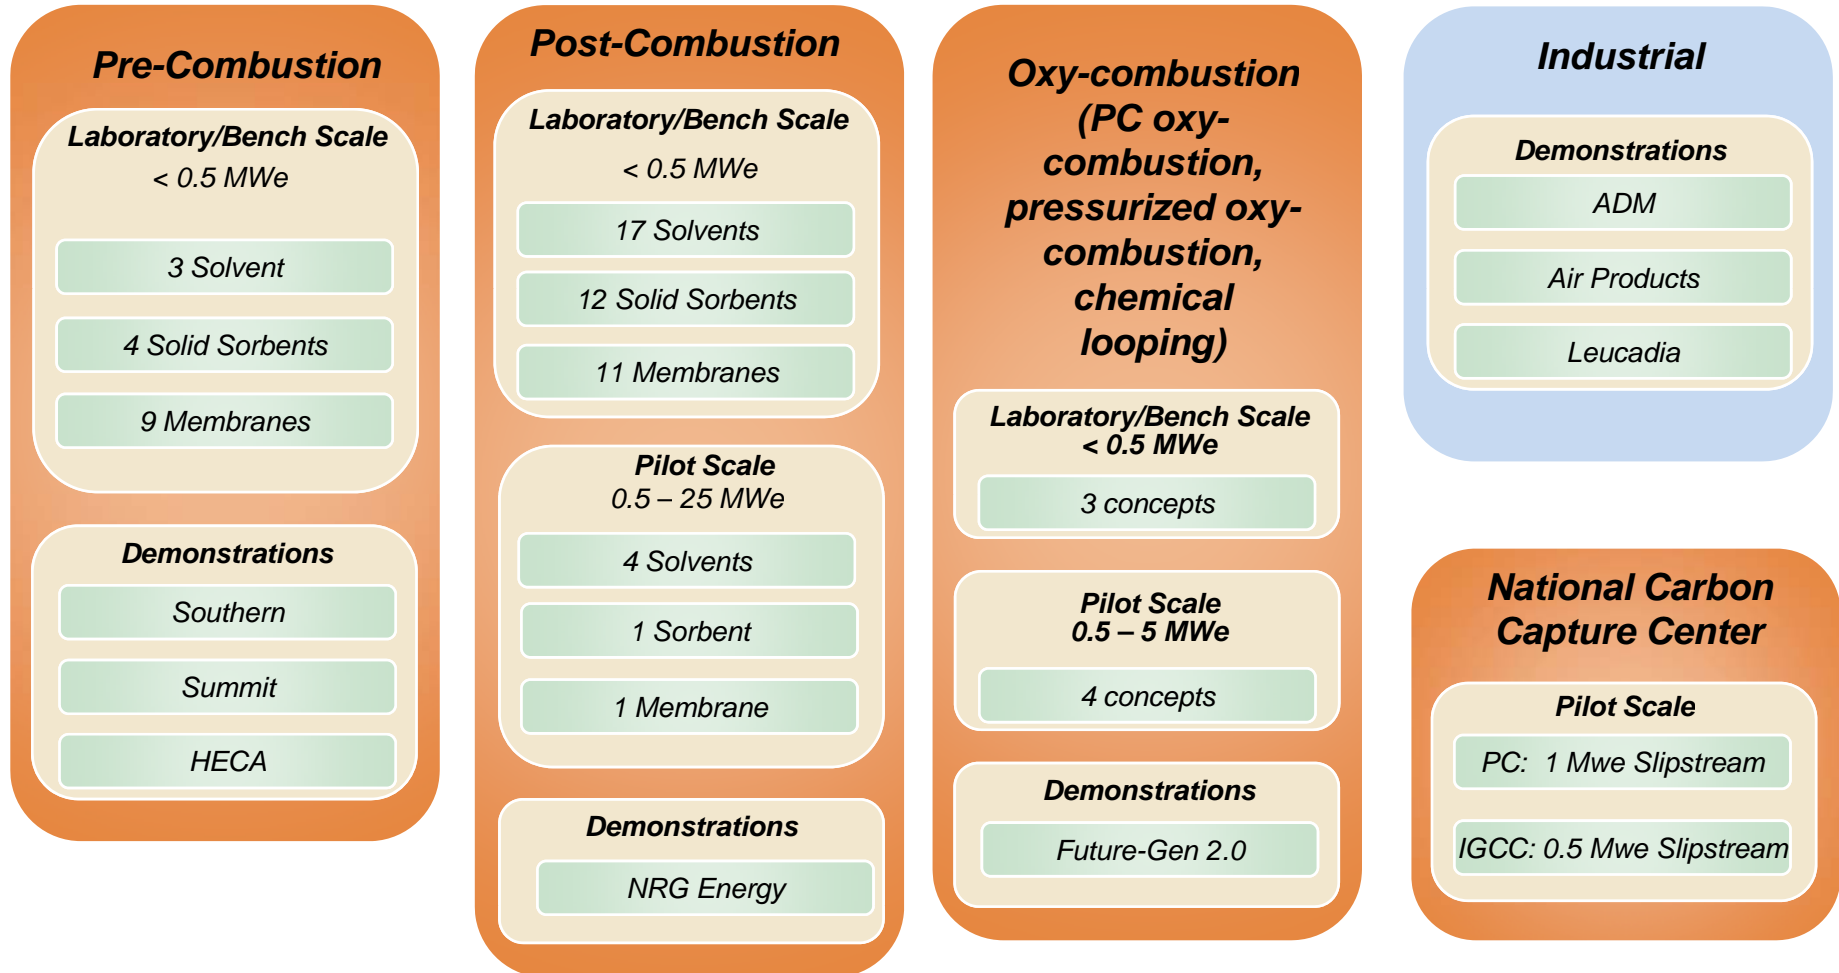 Pre-Combustion
Laboratory/Bench Scale
< 0.5 MWe
3 Solvent
4 Solid Sorbents
9 Membranes
Demonstrations
Southern
Summit
HECA
Post-Combustion
Laboratory/Bench Scale
< 0.5 MWe
17 Solvents
12 Solid Sorbents
11 Membranes
Pilot Scale
0.5 – 25 MWe
4 Solvents
1 Sorbent
1 Membrane
Demonstrations
NRG Energy
Oxy-combustion
(PC oxy-
combustion,
pressurized oxy-
combustion,
chemical
looping)
Laboratory/Bench Scale
< 0.5 MWe
3 concepts
Pilot Scale
0.5 – 5 MWe
4 concepts
Demonstrations
Future-Gen 2.0
Industrial
Demonstrations
ADM
Air Products
Leucadia
National Carbon
Capture Center
Pilot Scale
PC:  1 Mwe Slipstream
IGCC: 0.5 Mwe Slipstream